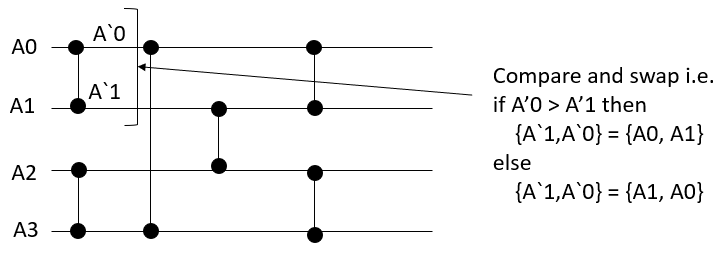 A0
A`0
A`1
A1
A2
A3
Compare and swap i.e.
if A’0 > A’1 then
{A`1,A`0} = {A0, A1}
else
{A`1,A`0} = {A1, A0}